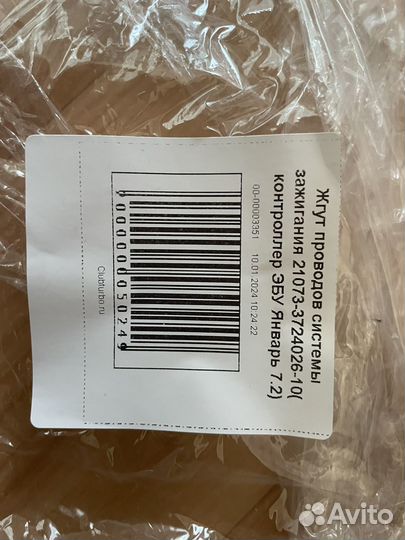 Жгут проводов системы
зажигания 21073-3724026-10(
контроллер ЭБУ Январь 7.2)
00-00003351 10.01.2024 10:24:22
0000000050249
Clubturbo.ru
Avito